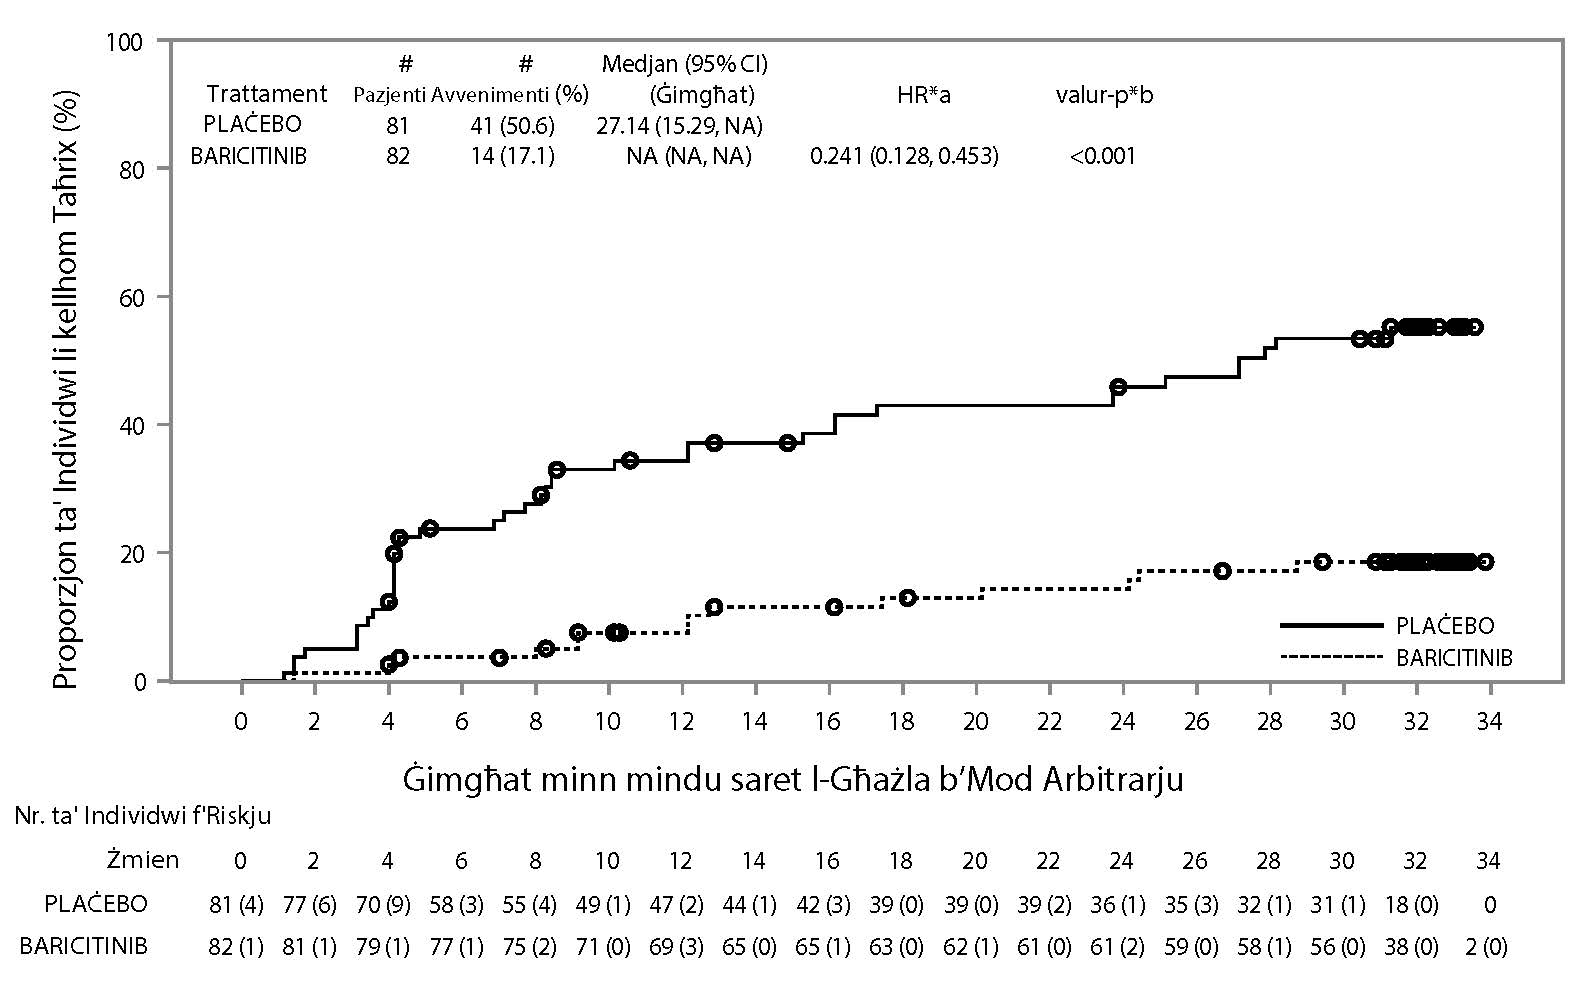 Proporzjon ta' Individwi li kellhom Taħrix (%)
100
80
60
40
20
0
# # Medjan (95% CI)
Trattament Pazjenti Avvenimenti (%) (Ġimgħat) HR*a valur-p*b
PLAĊEBO 81 41 (50.6) 27.14 (15.29, NA)
BARICITINIB 82 14 (17.1) NA (NA, NA) 0.241 (0.128, 0.453) <0.001
PLAĊEBO
BARICITINIB
0 2 4 6 8 10 12 14 16 18 20 22 24 26 28 30 32 34
Ġimgħat minn mindu saret l-Għażla b’Mod Arbitrarju
Nr. ta' Individwi f'Riskju
Żmien 0 2 4 6 8 10 12 14 16 18 20 22 24 26 28 30 32 34
PLAĊEBO 81 (4) 77 (6) 70 (9) 58 (3) 55 (4) 49 (1) 47 (2) 44 (1) 42 (3) 39 (0) 39 (0) 39 (2) 36 (1) 35 (3) 32 (1) 31 (1) 18 (0) 0
BARICITINIB 82 (1) 81 (1) 79 (1) 77 (1) 75 (2) 71 (0) 69 (3) 65 (0) 65 (1) 63 (0) 62 (1) 61 (0) 61 (2) 59 (0) 58 (1) 56 (0) 38 (0) 2 (0)